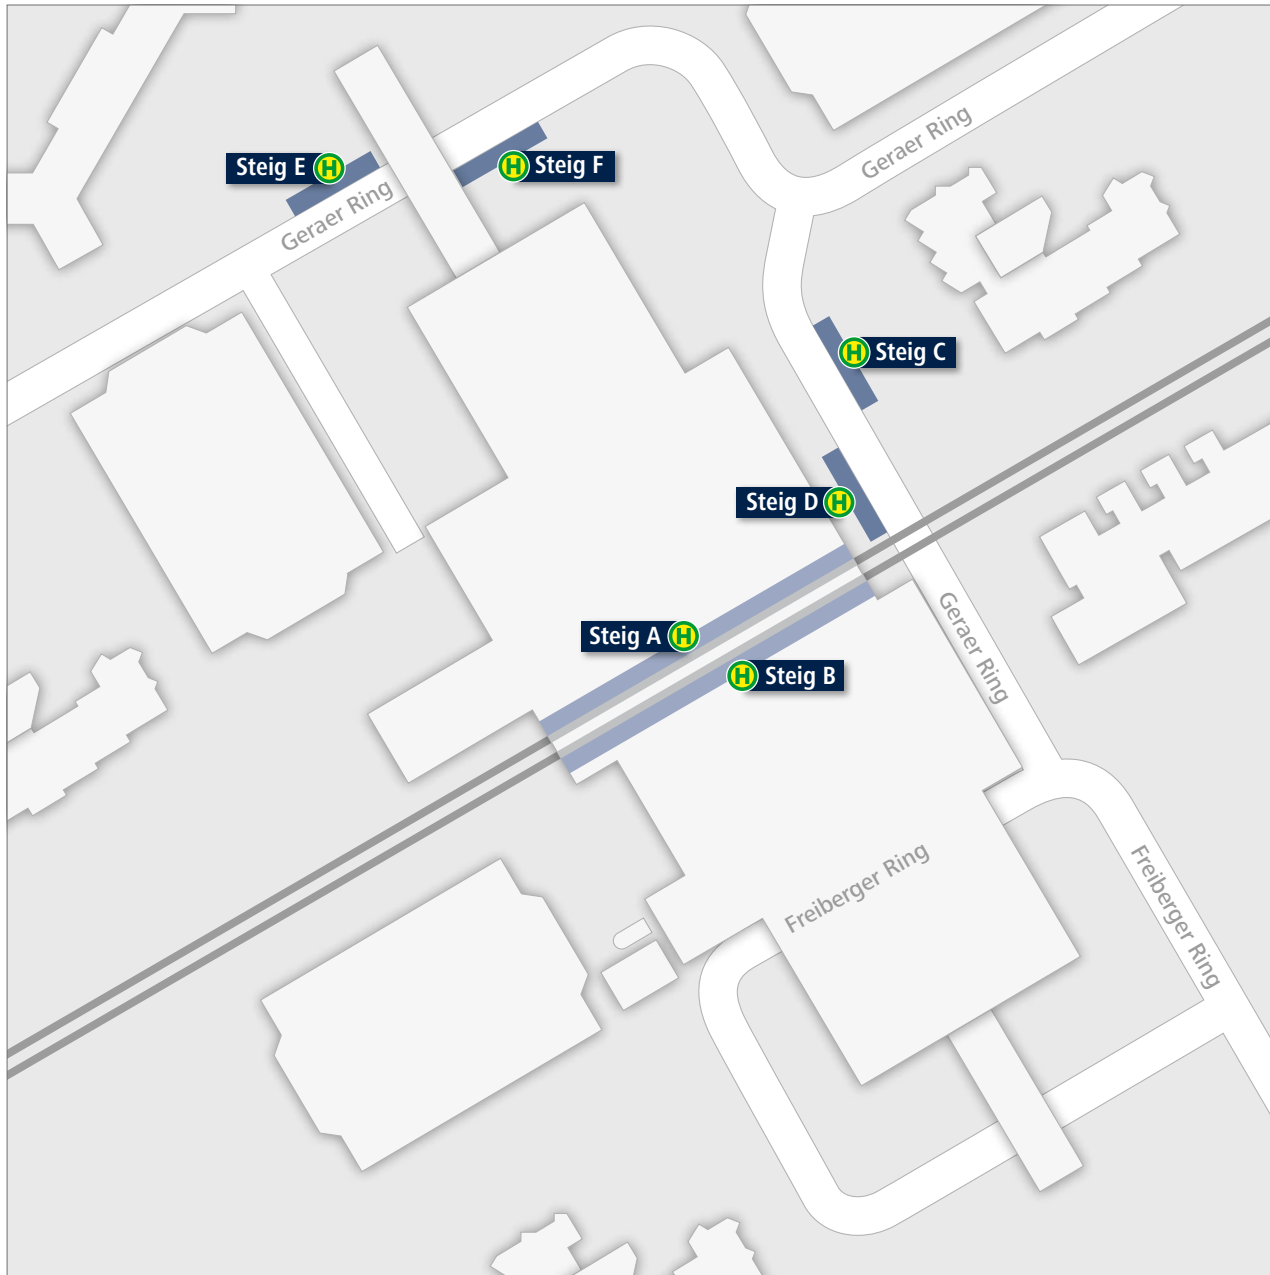 Geraer Ring
Steig E H
H Steig F
Geraer Ring
H Steig C
Steig D H
Geraer Ring
Steig A H
H Steig B
Freiberger Ring
Freiberger Ring